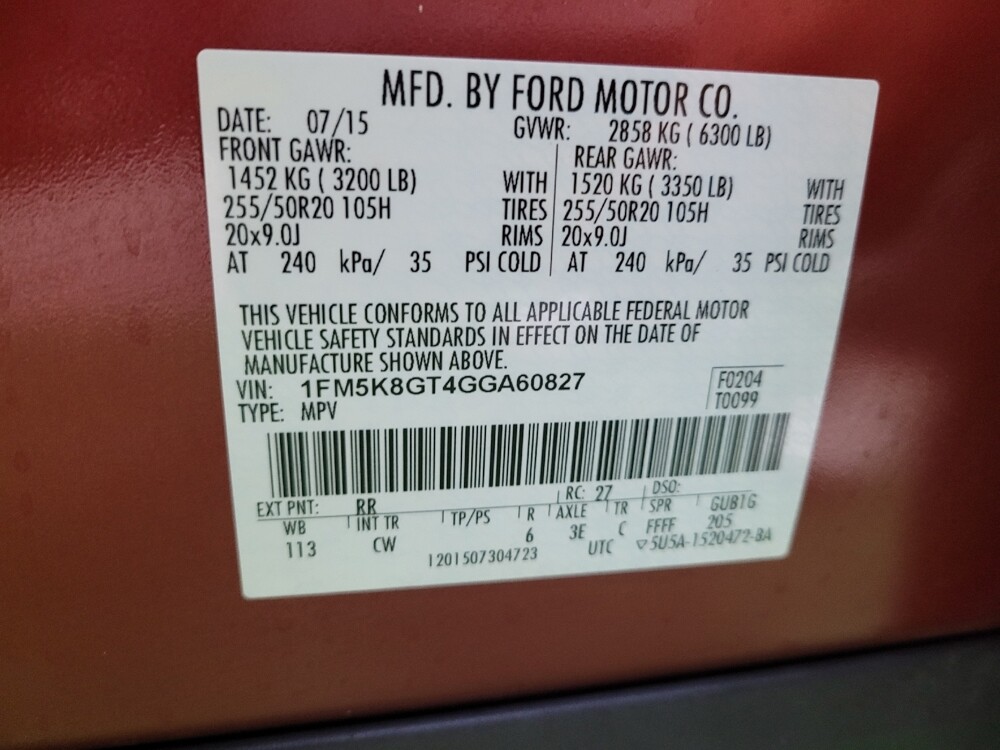 MFD. BY FORD MOTOR CO.
DATE: 07/15 GVWR: 2858 KG ( 6300 LB)
FRONT GAWR: REAR GAWR:
1452 KG ( 3200 LB) WITH 1520 KG ( 3350 LB) WITH
255/50R20 105H TIRES 255/50R20 105H TIRES
20x9.0J RIMS 20x9.0J RIMS
AT 240 kPa/ 35 PSI COLD AT 240 kPa/ 35 PSI COLD
THIS VEHICLE CONFORMS TO ALL APPLICABLE FEDERAL MOTOR
VEHICLE SAFETY STANDARDS IN EFFECT ON THE DATE OF
MANUFACTURE SHOWN ABOVE.
VIN: 1FM5K8GT4GGA60827 F0204
TYPE: MPV T0099
EXT PNT: RR RC: 27 DSO:
WB INT TR TP/PS R AXLE TR SPR GUB1G
113 CW 6 3E C FFFF 205
1201507304723 UTC ▽5U5A-1520472-BA